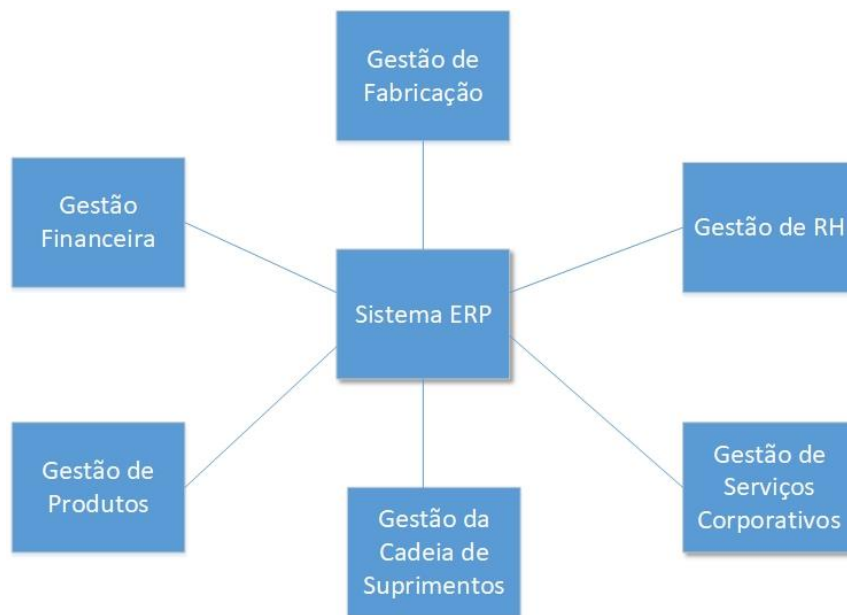 Gestão de
Fabricação
Gestão
Financeira
Gestão de RH
Sistema ERP
Gestão de
Produtos
Gestão da
Cadeia de
Suprimentos
Gestão de
Serviços
Corporativos